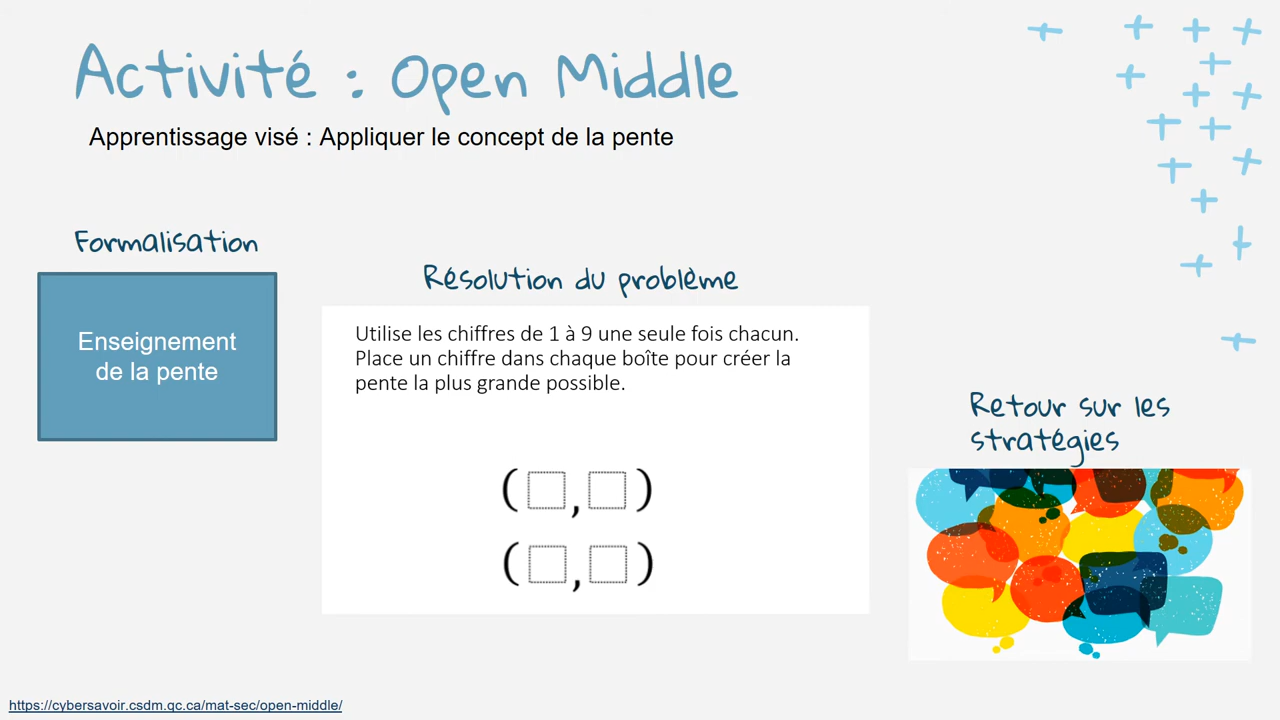 Activité : Open Middle
Apprentissage visé : Appliquer le concept de la pente
Formalisation
Enseignement
de la pente
Résolution du problème
Utilise les chiffres de 1 à 9 une seule fois chacun.
Place un chiffre dans chaque boîte pour créer la
pente la plus grande possible.
(□,□)
(□,□)
Retour sur les
stratégies
https://cybersavoir.csdm.qc.ca/mat-sec/open-middle/